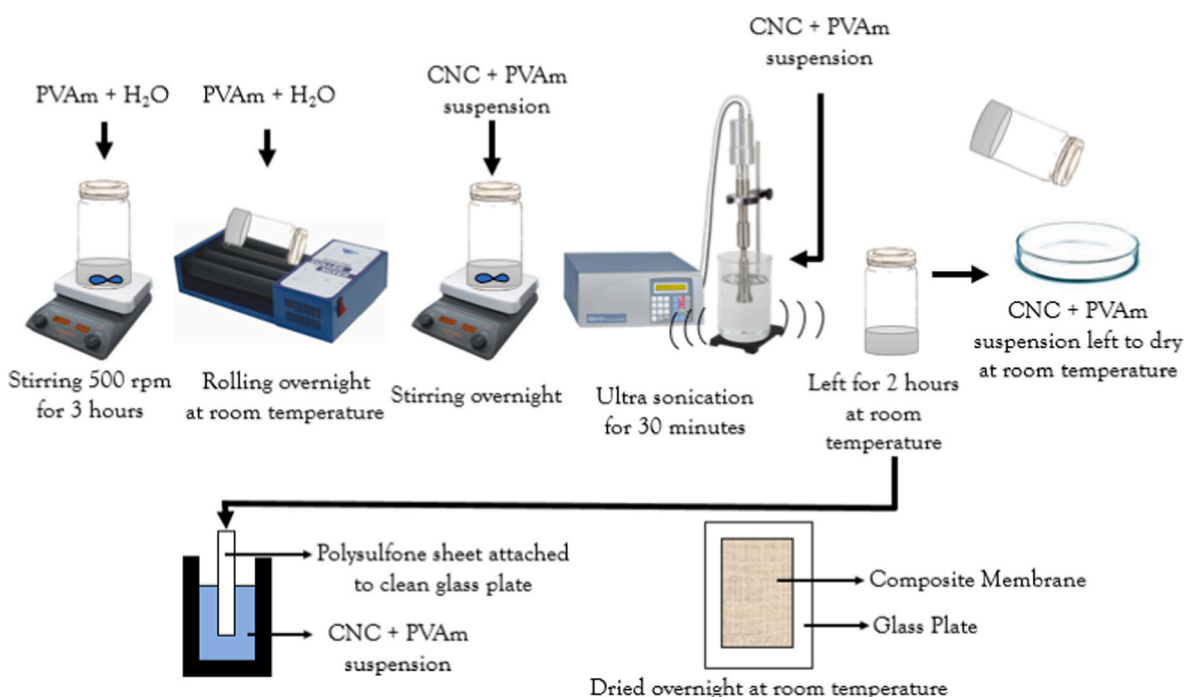 PVAm + H₂O
PVAm + H₂O
CNC + PVAm
suspension
CNC + PVAm
suspension
Stirring 500 rpm
for 3 hours
Rolling overnight
at room temperature
Stirring overnight
Ultra sonication
for 30 minutes
Left for 2 hours
at room
temperature
CNC + PVAm
suspension left to dry
at room temperature
Polysulfone sheet attached
to clean glass plate
CNC + PVAm
suspension
Composite Membrane
Glass Plate
Dried overnight at room temperature